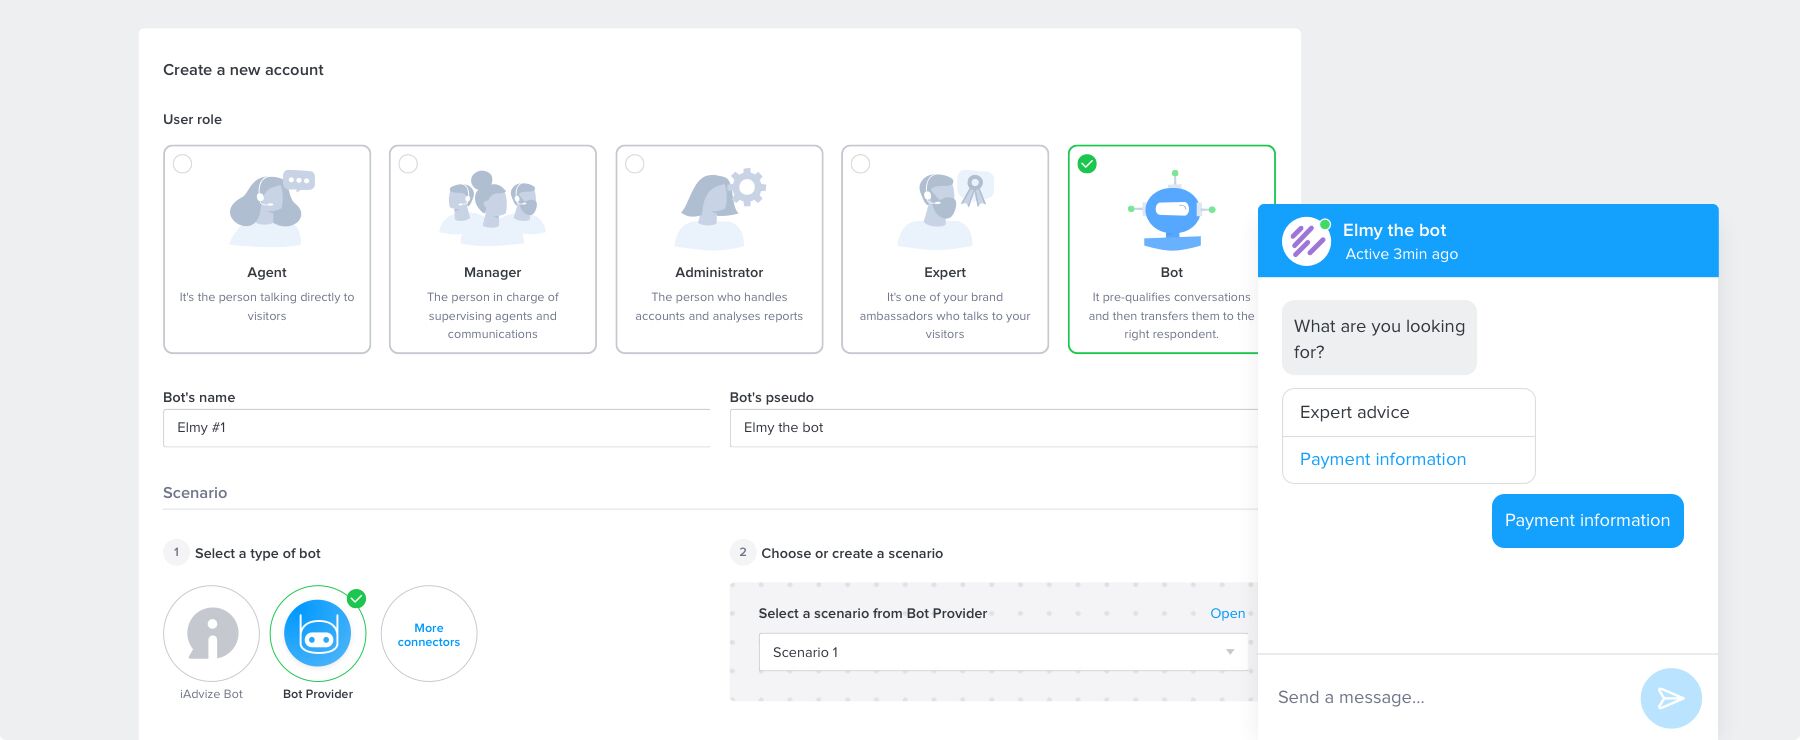 Create a new account
User role
Agent
It's the person talking directly to
visitors
Manager
The person in charge of
supervising agents and
communications
Administrator
The person who handles
accounts and analyses reports
Expert
It's one of your brand
ambassadors who talks to your
visitors
Bot
It pre-qualifies conversations
and then transfers them to the
right respondent.
Bot's name
Elmy #1
Bot's pseudo
Elmy the bot
Scenario
1 Select a type of bot
iAdvize Bot
Bot Provider
More
connectors
2 Choose or create a scenario
Select a scenario from Bot Provider
Open
Scenario 1
Elmy the bot
Active 3min ago
What are you looking
for?
Expert advice
Payment information
Payment information
Send a message...